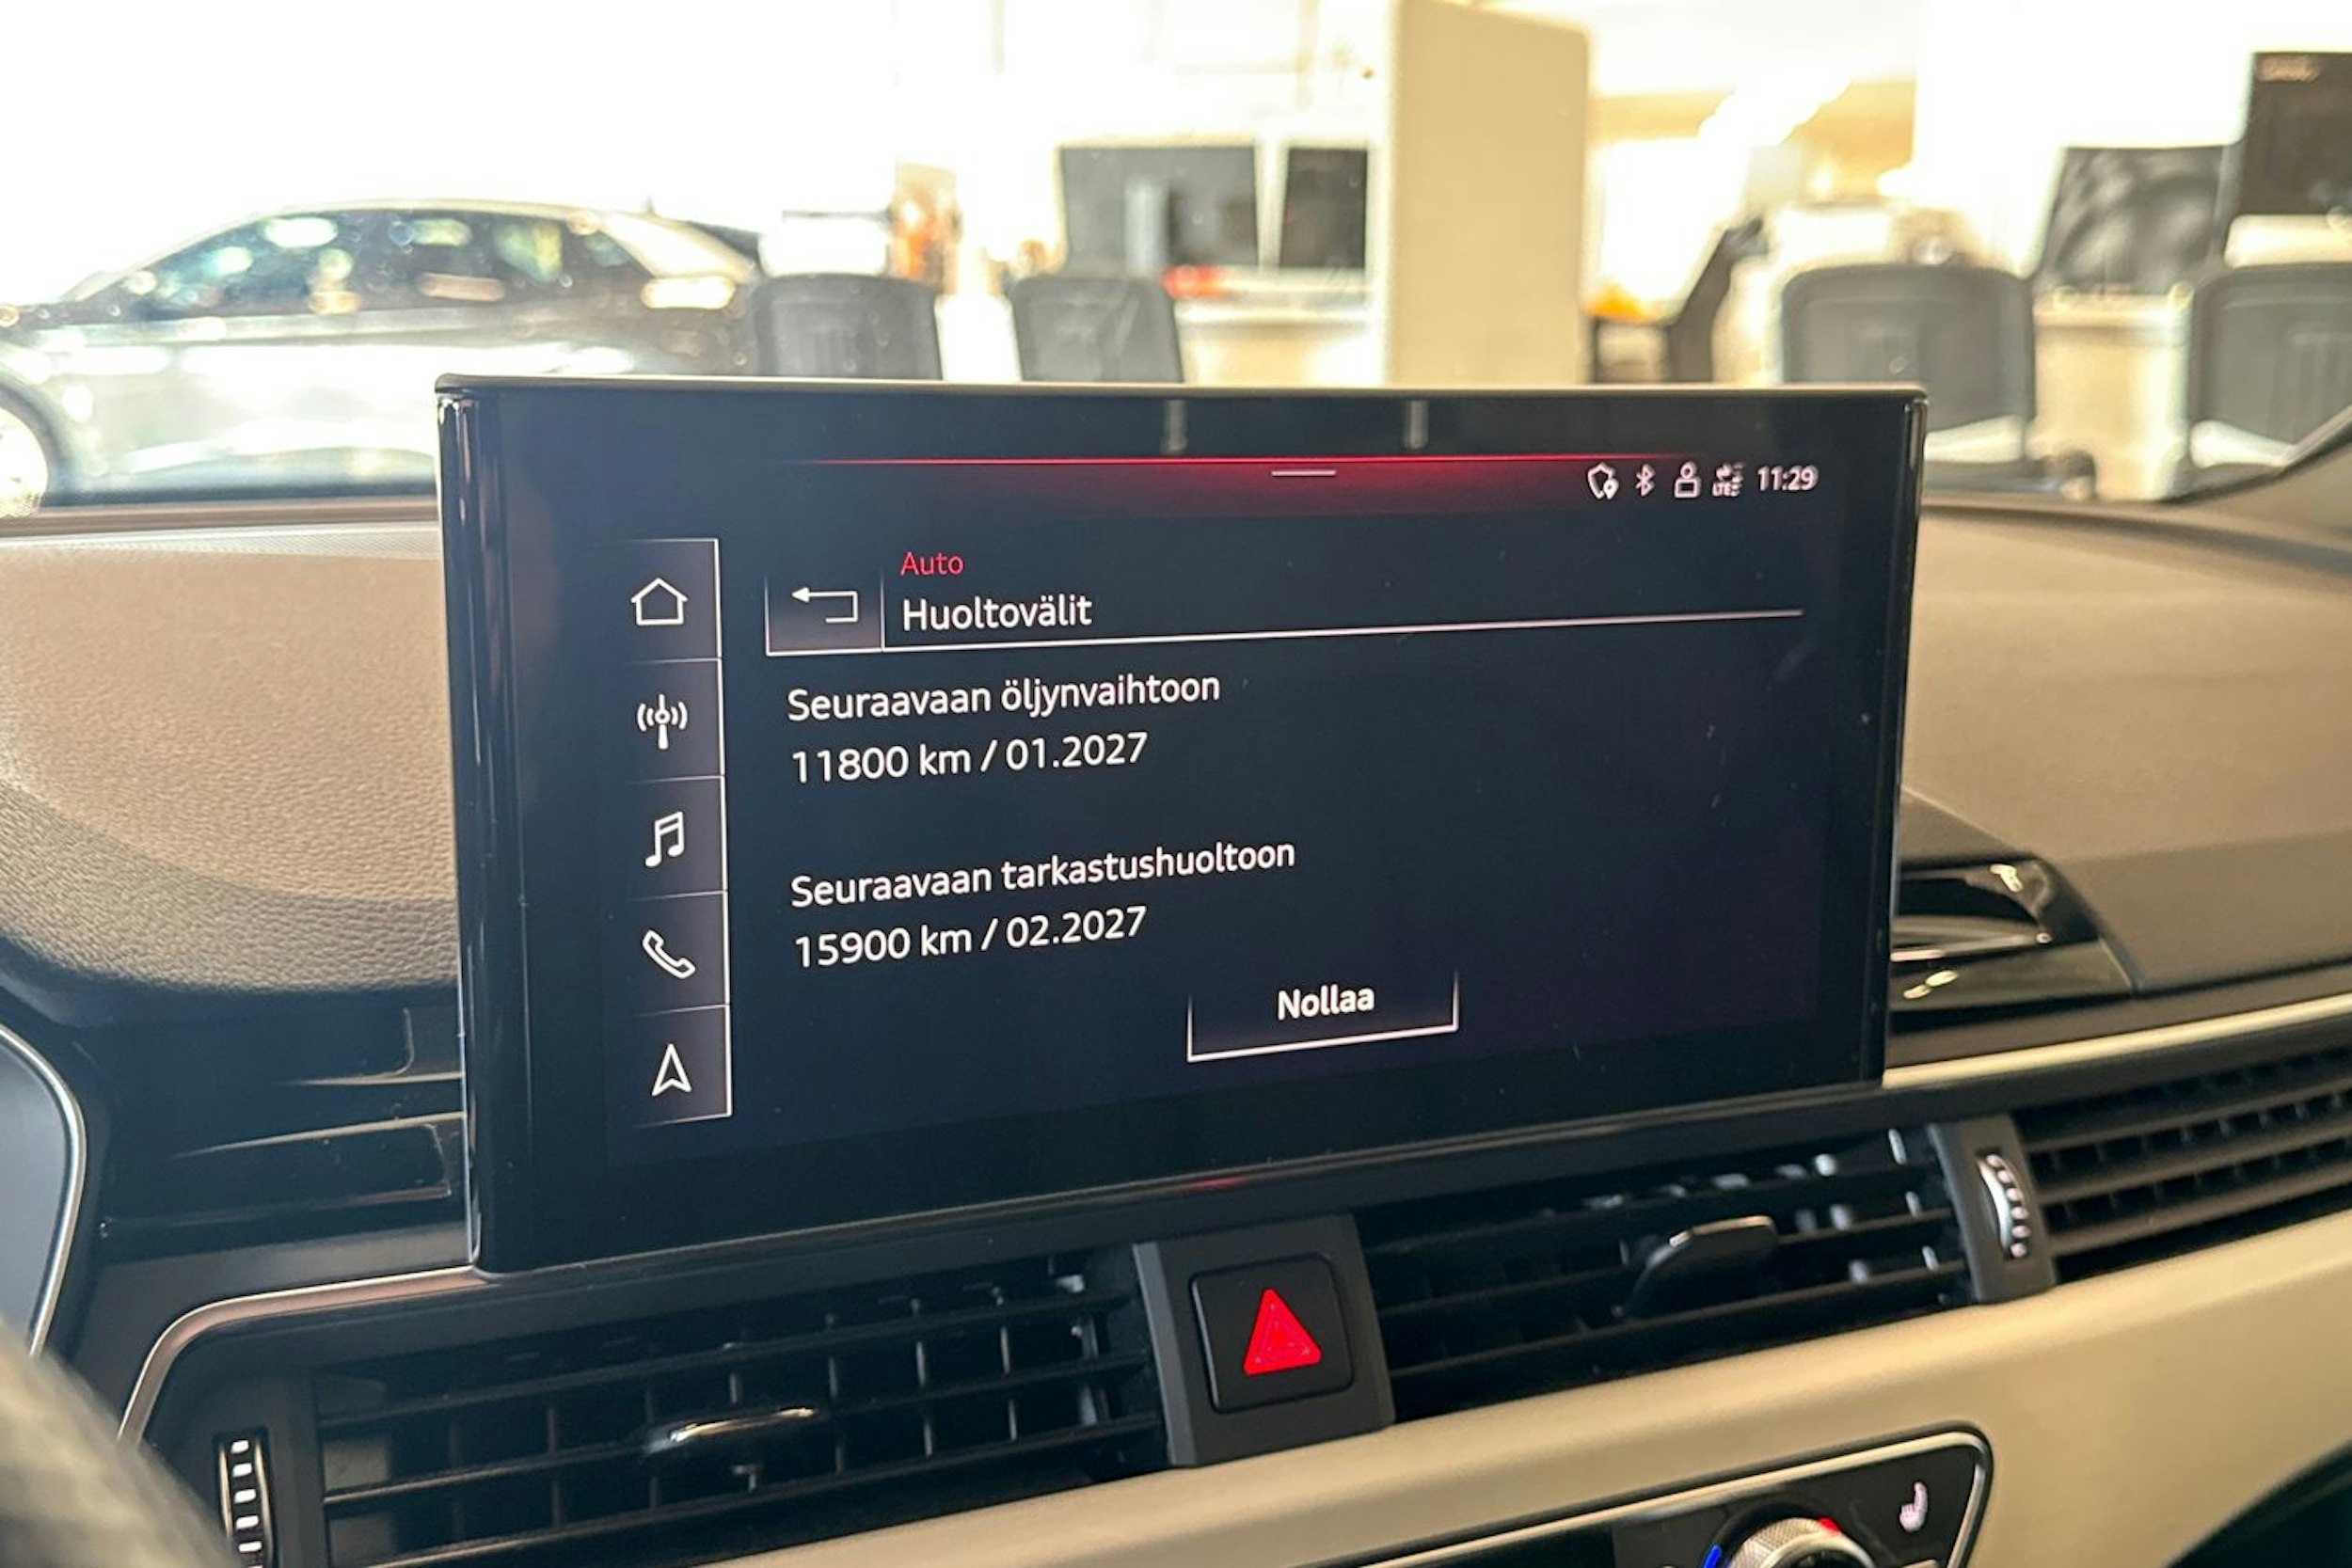 11:29
Auto
Huoltovälit
Seuraavaan öljynvaihtoon
11800 km / 01.2027
Seuraavaan tarkastushuoltoon
15900 km / 02.2027
Nollaa